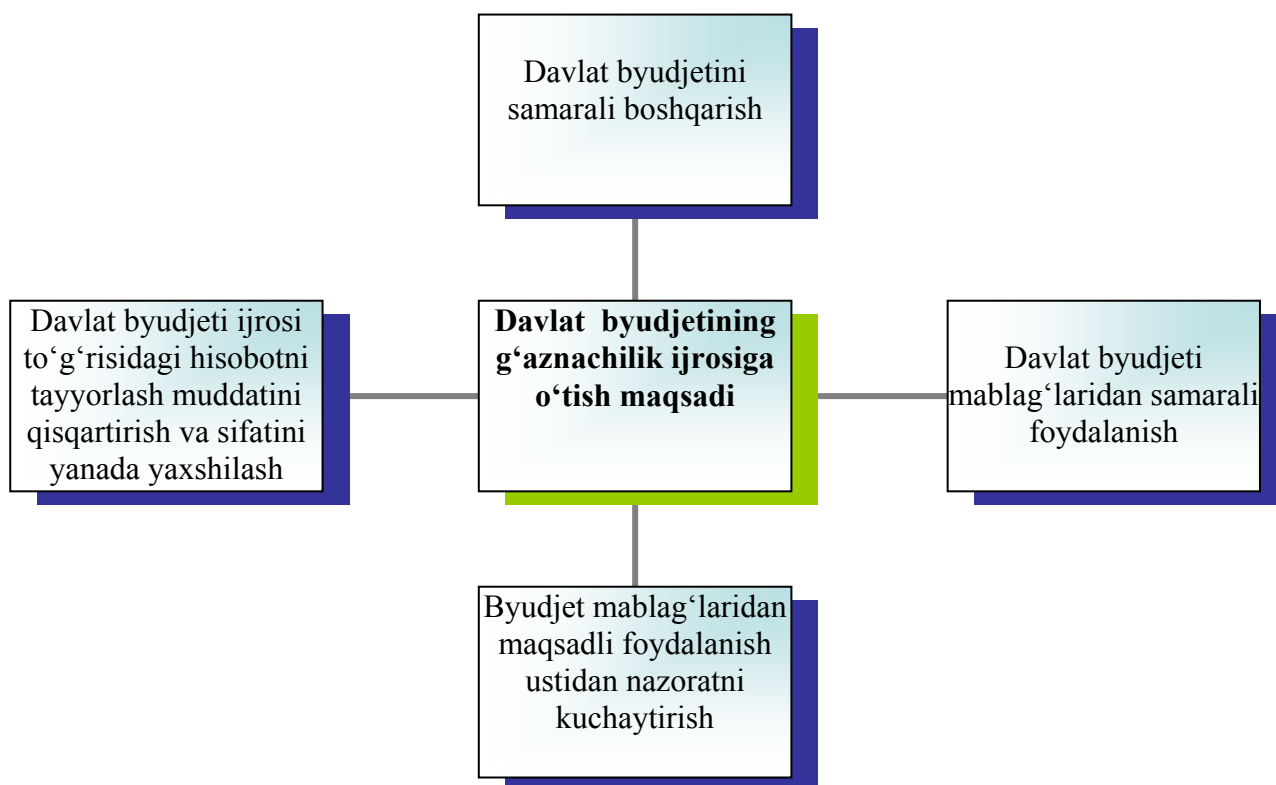 Davlat byudjetini
samarali boshqarish
Davlat byudjeti ijrosi
to‘g‘risidagi hisobotni
tayyorlash muddatini
qisqartirish va sifatini
yanada yaxshilash
Davlat  byudjetining
g‘aznachilik ijrosiga
o‘tish maqsadi
Davlat byudjeti
mablag‘laridan samarali
foydalanish
Byudjet mablag‘laridan
maqsadli foydalanish
ustidan nazoratni
kuchaytirish